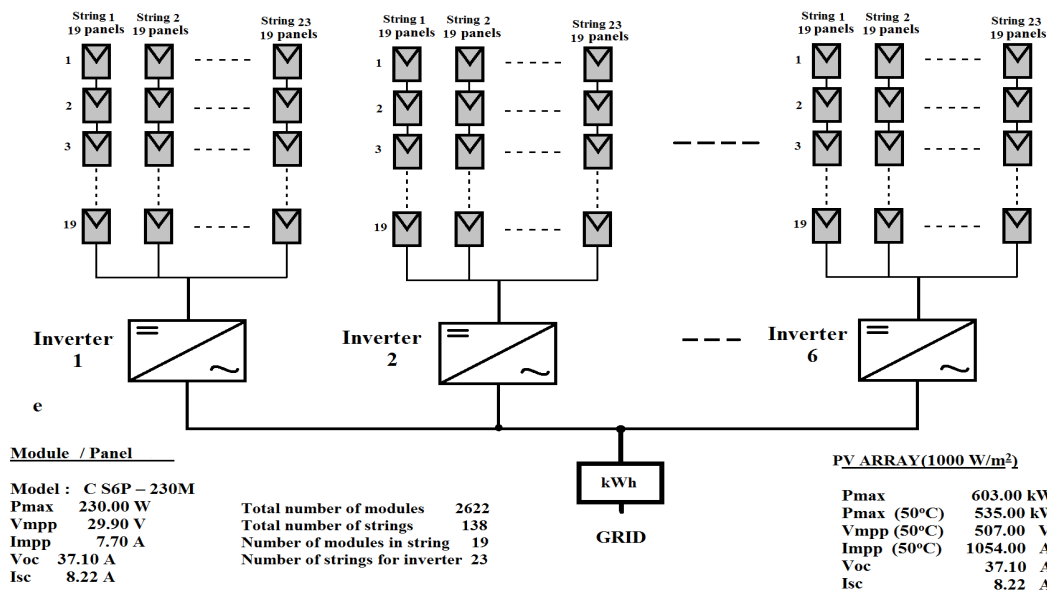 String 1 String 2 String 23
19 panels 19 panels 19 panels
1
2
3
19
String 1 String 2 String 23
19 panels 19 panels 19 panels
1
2
3
19
String 1 String 2 String 23
19 panels 19 panels 19 panels
1
2
3
19
Inverter
1
Inverter
2
Inverter
6
e
kWh
GRID
Module / Panel
Model : C S6P – 230M
Pmax 230.00 W
Vmpp 29.90 V
Impp 7.70 A
Voc 37.10 A
Isc 8.22 A
Total number of modules 2622
Total number of strings 138
Number of modules in string 19
Number of strings for inverter 23
PV ARRAY(1000 W/m²)
Pmax 603.00 kW
Pmax (50°C) 535.00 kW
Vmpp (50°C) 507.00 V
Impp (50°C) 1054.00 A
Voc 37.10 A
Isc 8.22 A